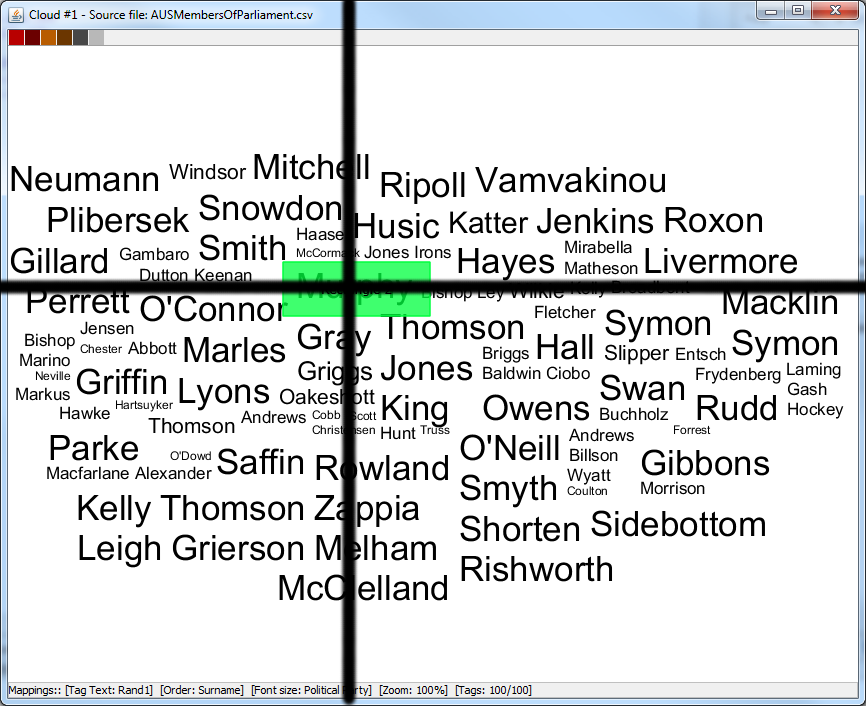 Cloud #1 - Source file: AUSMembersOfParliament.csv
Neumann Windsor Mitchell Ripoll Vamvakinou
Plibersek Snowdon Haase Husic Katter Jenkins Roxon
Gillard Gambaro Smith McCormack Jones Irons Hayes Mirabella Matheson Livermore
Dutton Keenan Murphy Bishop Ley Wilkie Kelly Broadbent
Perrett O'Connor Fletcher Macklin
Bishop Jensen Gray Thomson Symon
Marino Chester Abbott Marles Briggs Hall Slipper Entsch Symon
Neville Griffin Griggs Jones Baldwin Ciobo Frydenberg Laming
Markus Hartsuyker Lyons Oakeshott Swan Gash
Hawke Andrews Cobb Scott King Owens Buchholz Rudd Hockey
Thomson Christensen Hunt Truss Forrest
Parke O'Dowd Saffin O'Neill Andrews Billson Gibbons
Macfarlane Alexander Rowland Smyth Wyatt Coulton Morrison
Kelly Thomson Zappia Shorten Sidebottom
Leigh Grierson Melham Rishworth
McClelland
Mappings:: [Tag Text: Rand1] [Order: Surname] [Font size: Political Party] [Zoom: 100%] [Tags: 100/100]